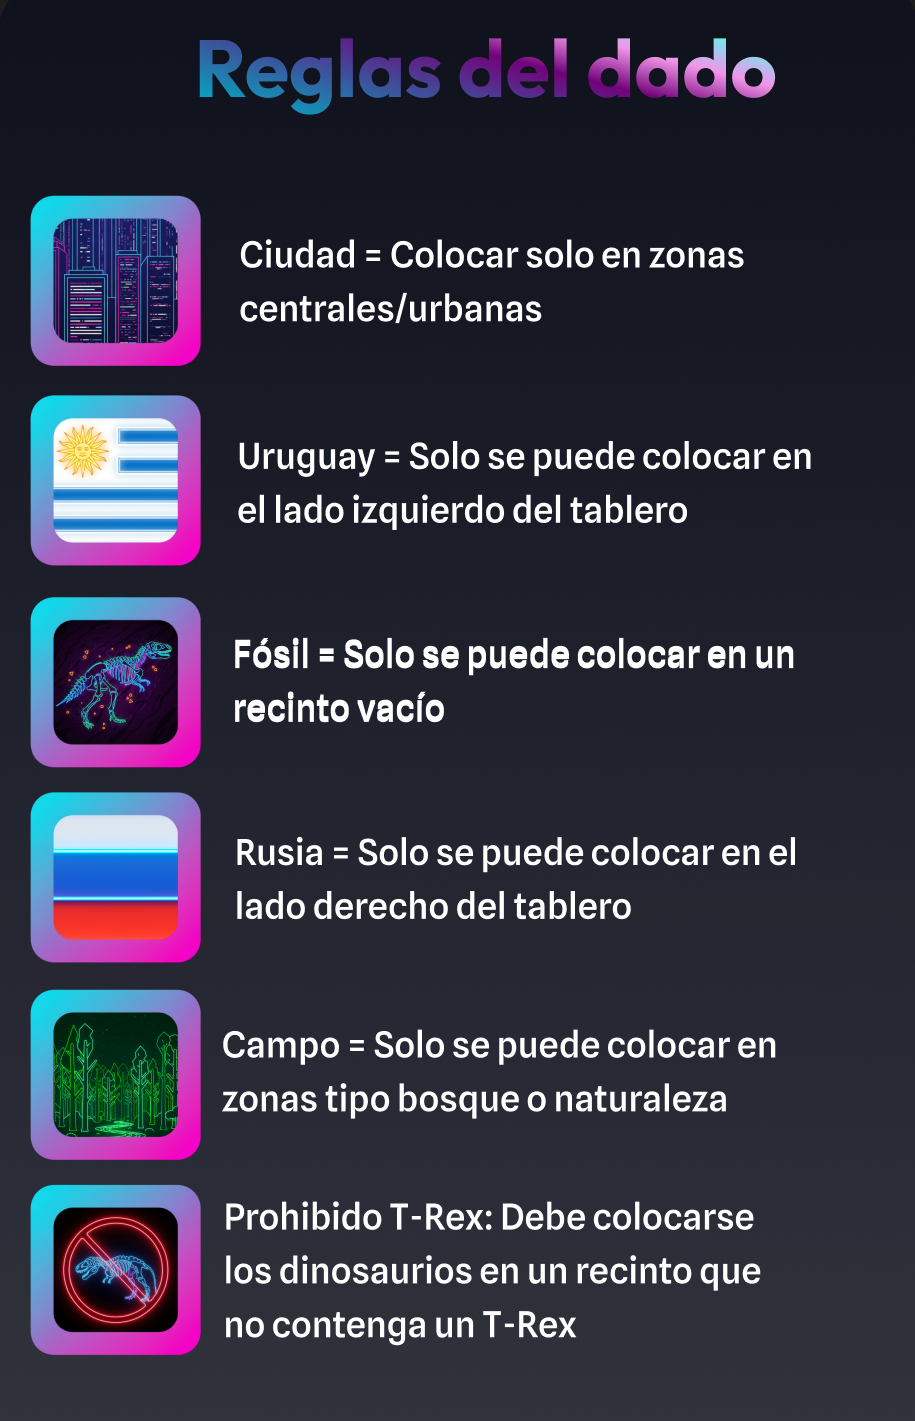 Reglas del dado
Ciudad = Colocar solo en zonas
centrales/urbanas
Uruguay = Solo se puede colocar en
el lado izquierdo del tablero
Fósil = Solo se puede colocar en un
recinto vacío
Rusia = Solo se puede colocar en el
lado derecho del tablero
Campo = Solo se puede colocar en
zonas tipo bosque o naturaleza
Prohibido T-Rex: Debe colocarse
los dinosaurios en un recinto que
no contenga un T-Rex